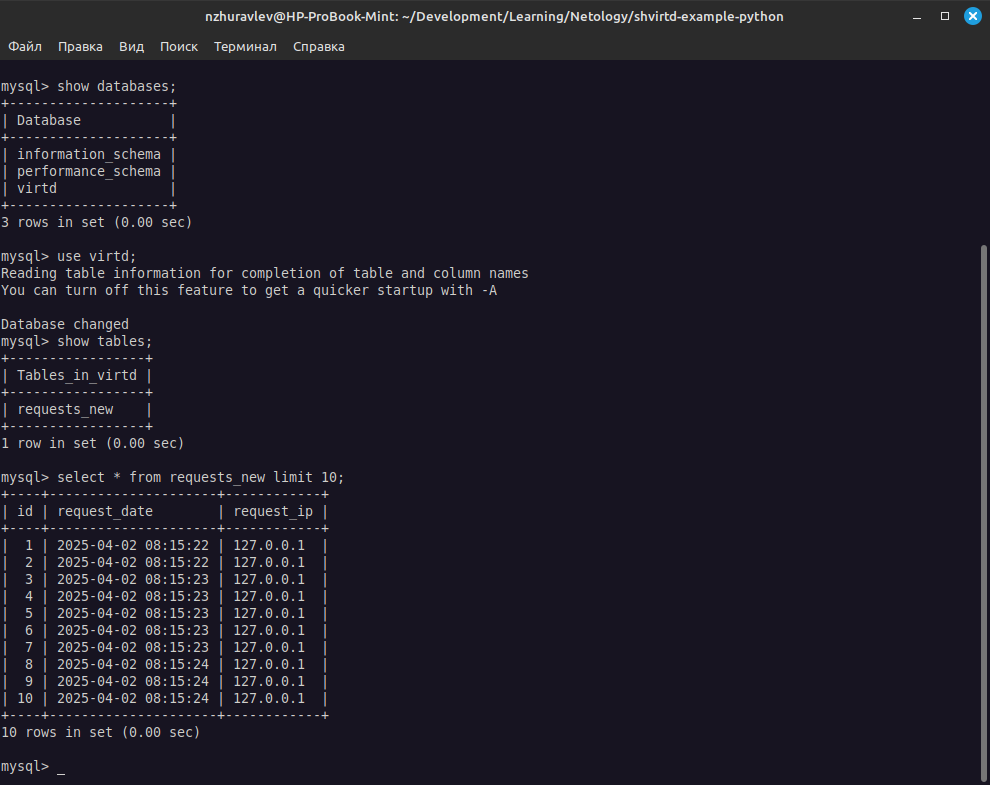 nzhuravlev@HP-ProBook-Mint: ~/Development/Learning/Netology/shvirtd-example-python
Файл Правка Вид Поиск Терминал Справка
mysql> show databases;
+--------------------+
| Database           |
+--------------------+
| information_schema |
| performance_schema |
| virtd              |
+--------------------+
3 rows in set (0.00 sec)
mysql> use virtd;
Reading table information for completion of table and column names
You can turn off this feature to get a quicker startup with -A
Database changed
mysql> show tables;
+-----------------+
| Tables_in_virtd |
+-----------------+
| requests_new    |
+-----------------+
1 row in set (0.00 sec)
mysql> select * from requests_new limit 10;
+----+---------------------+------------+
| id | request_date        | request_ip |
+----+---------------------+------------+
|  1 | 2025-04-02 08:15:22 | 127.0.0.1  |
|  2 | 2025-04-02 08:15:22 | 127.0.0.1  |
|  3 | 2025-04-02 08:15:23 | 127.0.0.1  |
|  4 | 2025-04-02 08:15:23 | 127.0.0.1  |
|  5 | 2025-04-02 08:15:23 | 127.0.0.1  |
|  6 | 2025-04-02 08:15:23 | 127.0.0.1  |
|  7 | 2025-04-02 08:15:23 | 127.0.0.1  |
|  8 | 2025-04-02 08:15:24 | 127.0.0.1  |
|  9 | 2025-04-02 08:15:24 | 127.0.0.1  |
| 10 | 2025-04-02 08:15:24 | 127.0.0.1  |
+----+---------------------+------------+
10 rows in set (0.00 sec)
mysql> _